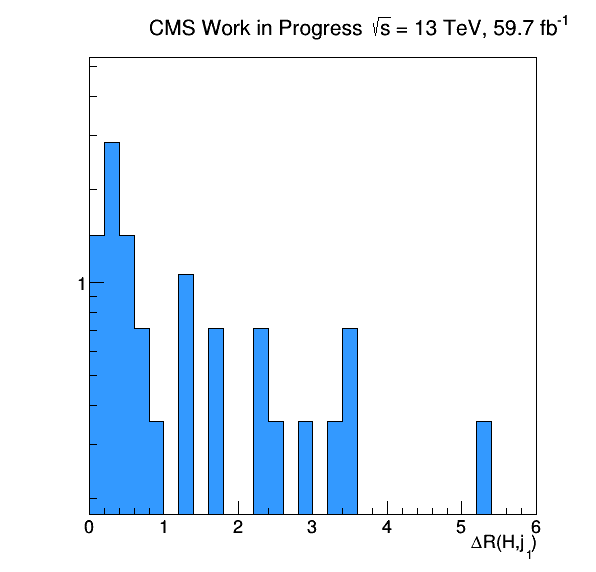 CMS Work in Progress √s = 13 TeV, 59.7 fb⁻¹
1
0 1 2 3 4 5 6
ΔR(H,j₁)